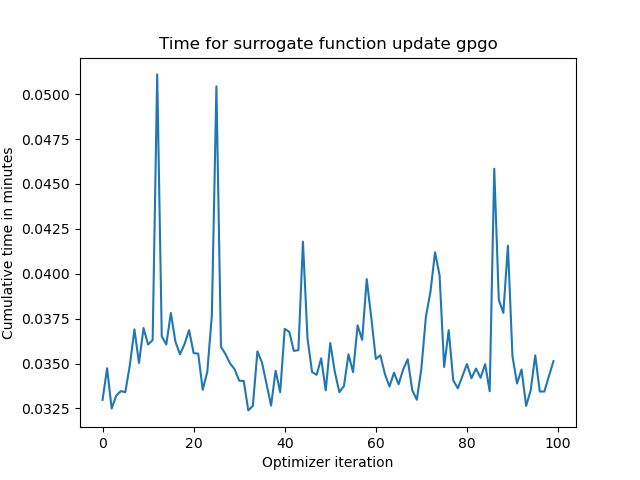 Time for surrogate function update gpgo
Cumulative time in minutes
0.0500
0.0475
0.0450
0.0425
0.0400
0.0375
0.0350
0.0325
0 20 40 60 80 100
Optimizer iteration